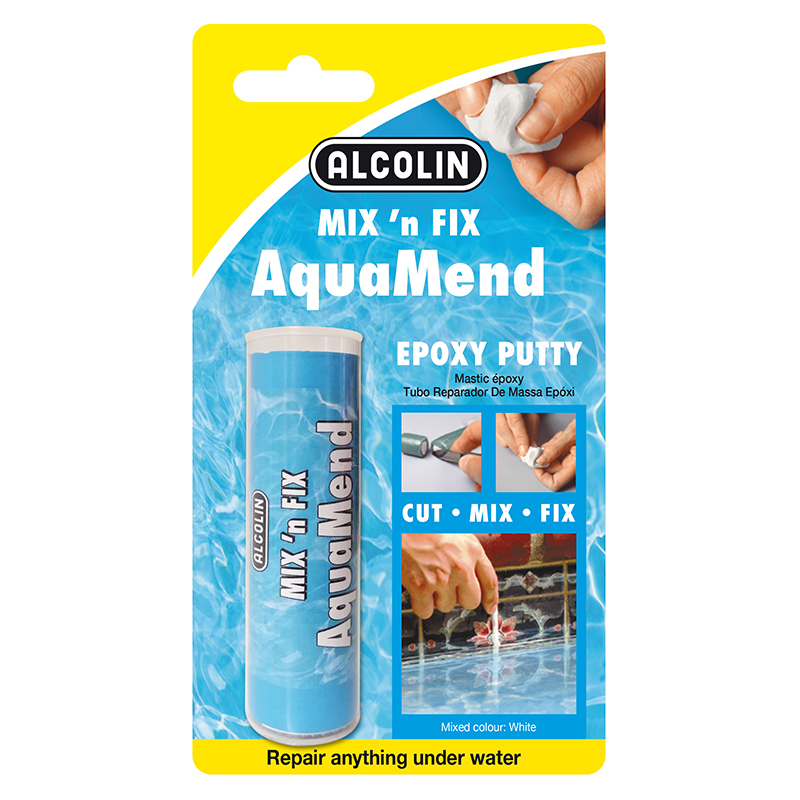 ALCOLIN
MIX 'n FIX
AquaMend
EPOXY PUTTY
Mastic époxy
Tubo Reparador De Massa Epóxi
CUT • MIX • FIX
ALCOLIN
MIX 'n FIX
AquaMend
Mixed colour: White
Repair anything under water